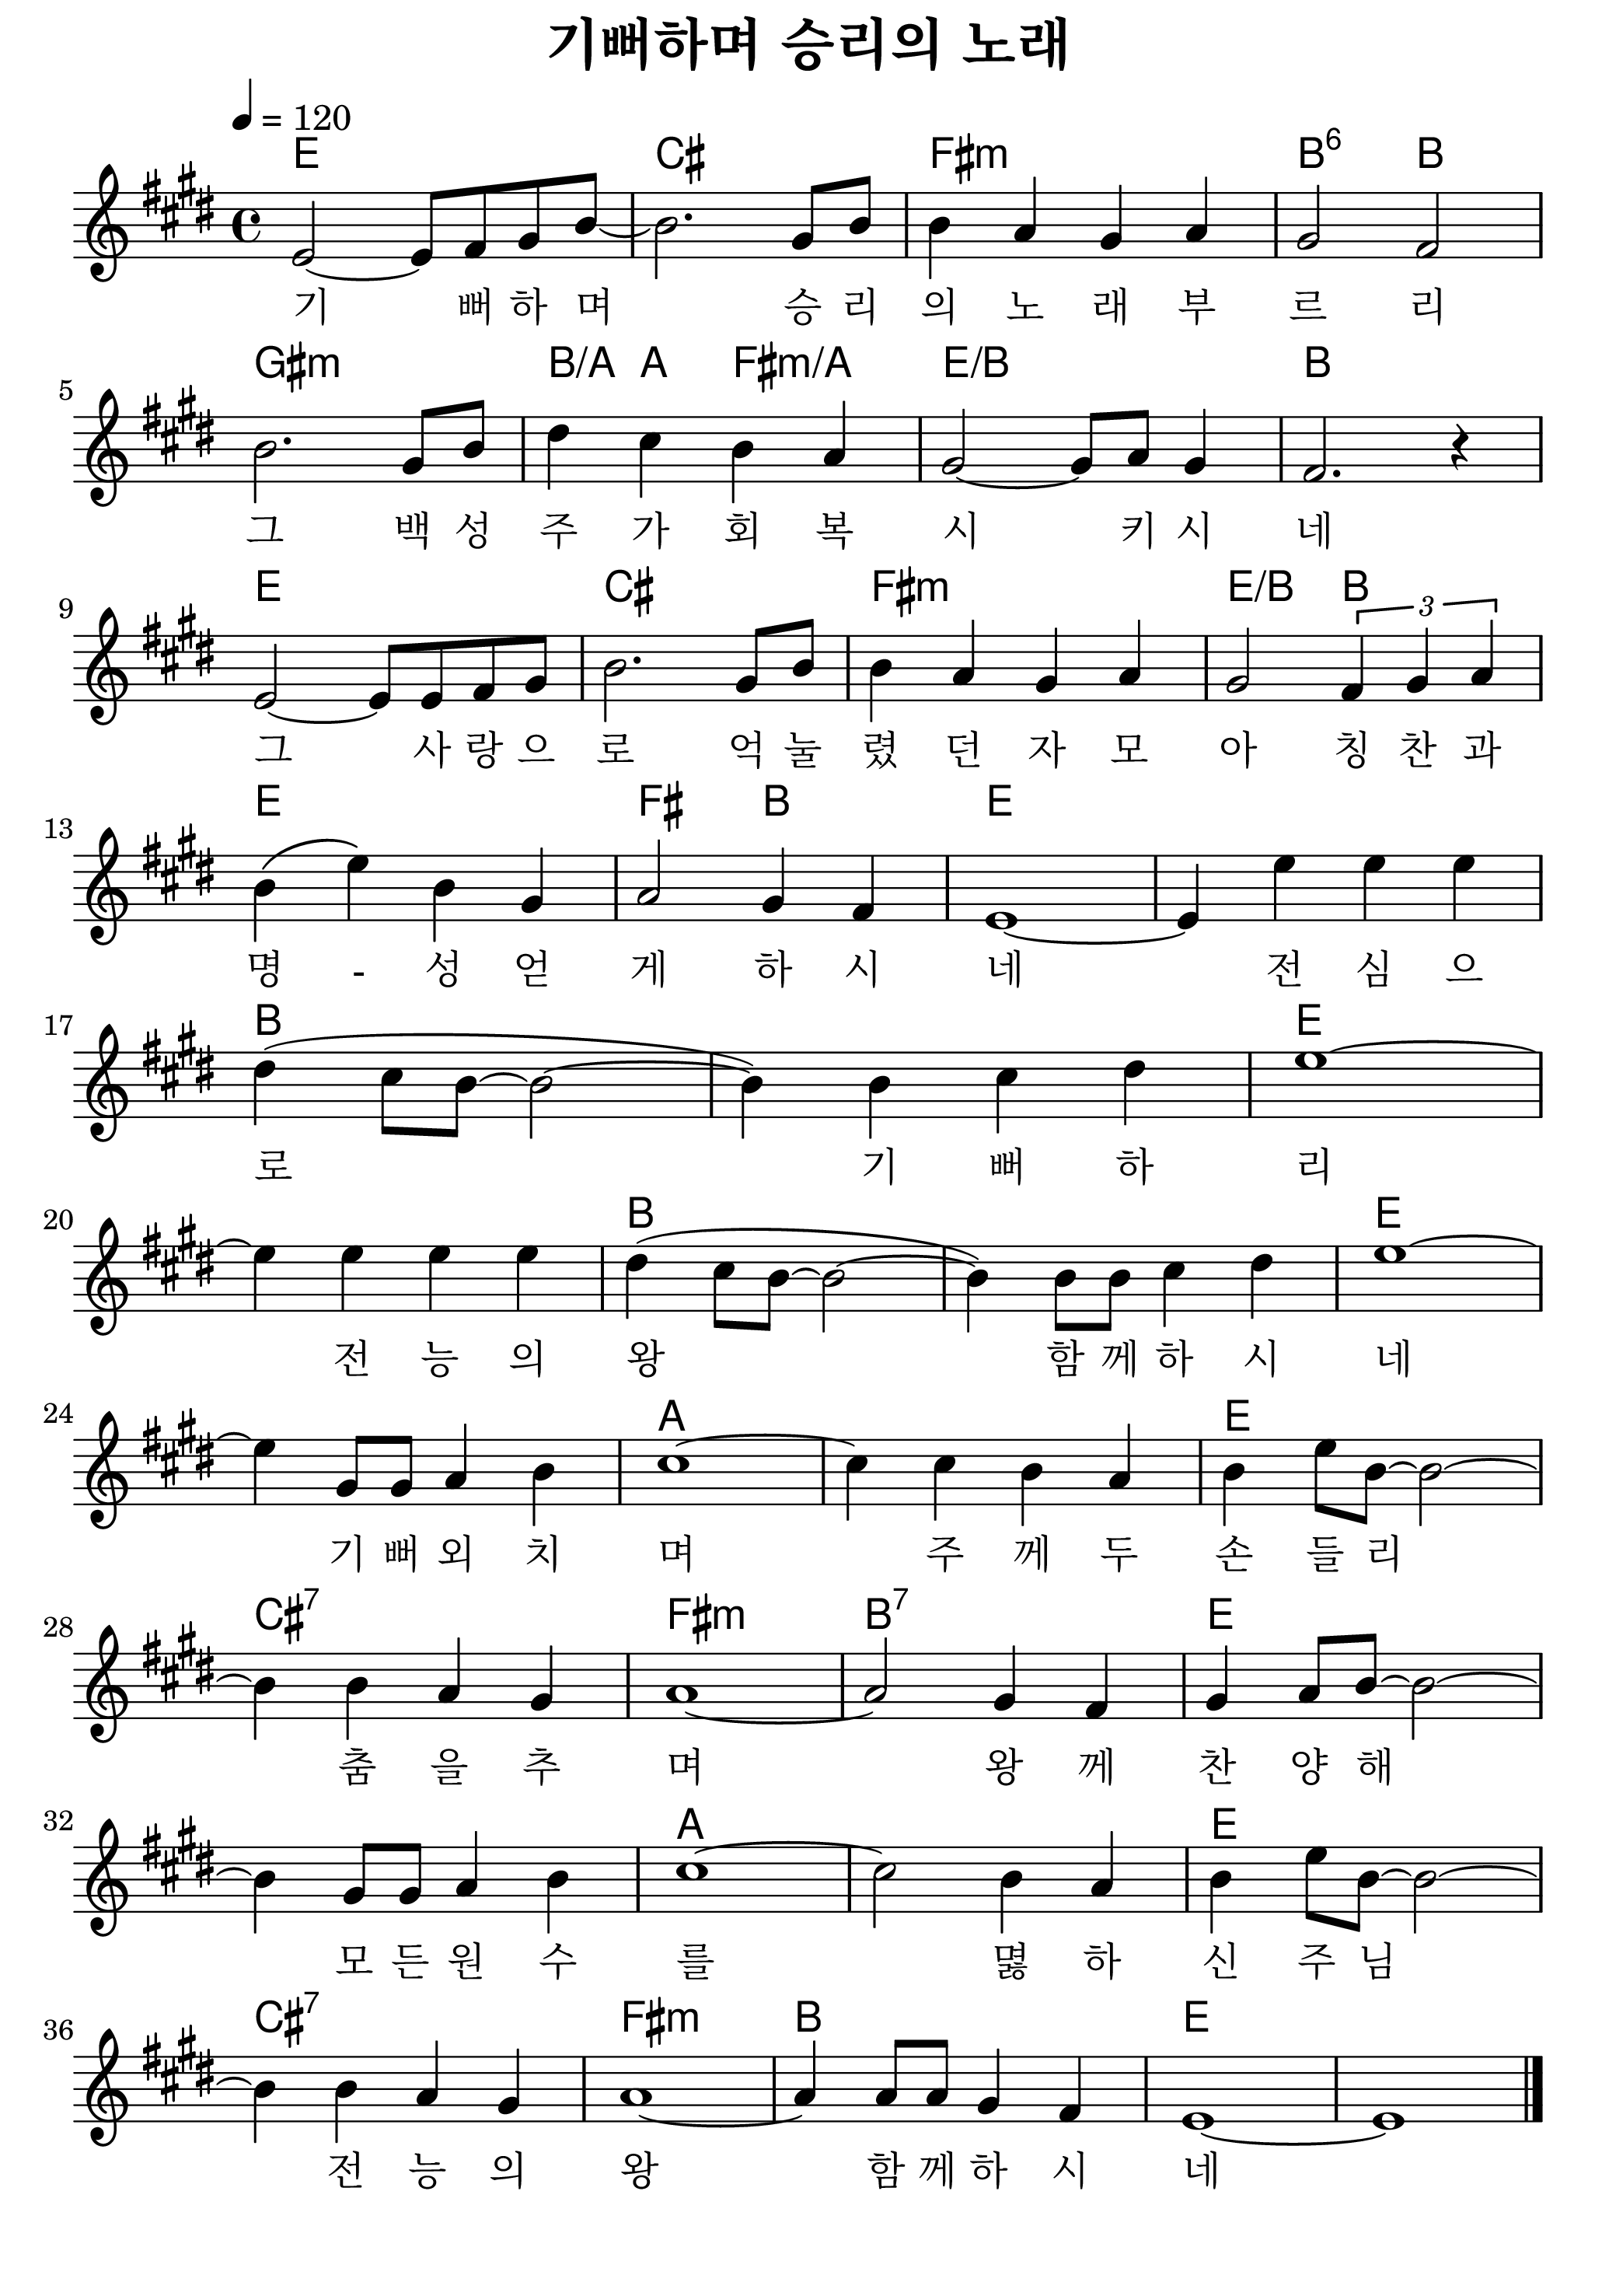 기뻐하며 승리의 노래
♩ = 120
E C♯ F♯m B6 B
기 뻐 하 며 승 리 의 노 래 부 르 리
5
G♯m B/A A F♯m/A E/B B
그 백 성 주 가 회 복 시 키 시 네
9
E C♯ F♯m E/B B
3
그 사 랑 으 로 억 눌 렸 던 자 모 아 칭 찬 과
13
E F♯ B E
명 - 성 얻 게 하 시 네 전 심 으
17
B E
로 기 뻐 하 리
20
B E
전 능 의 왕 함 께 하 시 네
24
A E
기 뻐 외 치 며 주 께 두 손 들 리
28
C♯7 F♯m B7 E
춤 을 추 며 왕 께 찬 양 해
32
A E
모 든 원 수 를 몷 하 신 주 님
36
C♯7 F♯m B E
전 능 의 왕 함 께 하 시 네